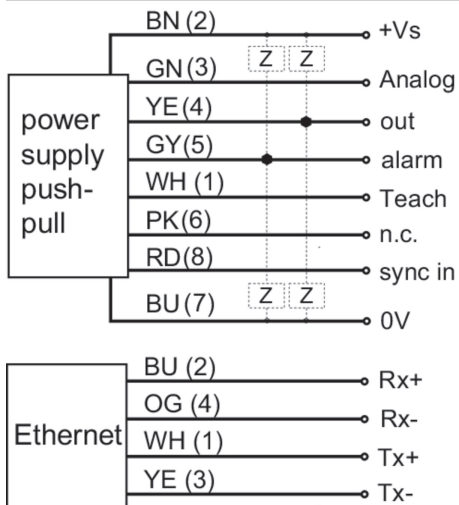 BN (2) +Vs
Z Z
GN (3) Analog
YE (4) out
GY(5) alarm
WH (1) Teach
PK(6) n.c.
RD(8) sync in
Z Z
BU(7) 0V
power
supply
push-
pull
BU (2) Rx+
OG (4) Rx-
WH (1) Tx+
YE (3) Tx-
Ethernet